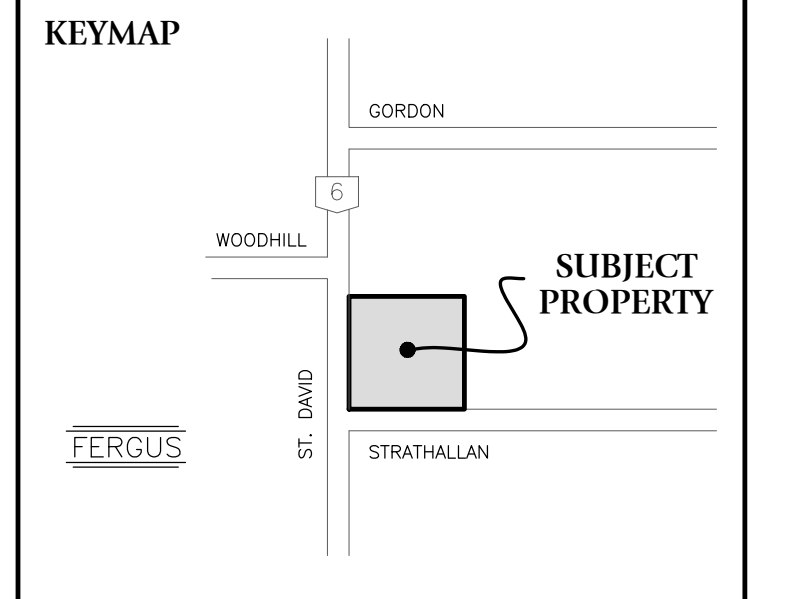 KEYMAP
GORDON
6
WOODHILL
SUBJECT
PROPERTY
ST. DAVID
FERGUS
STRATHALLAN